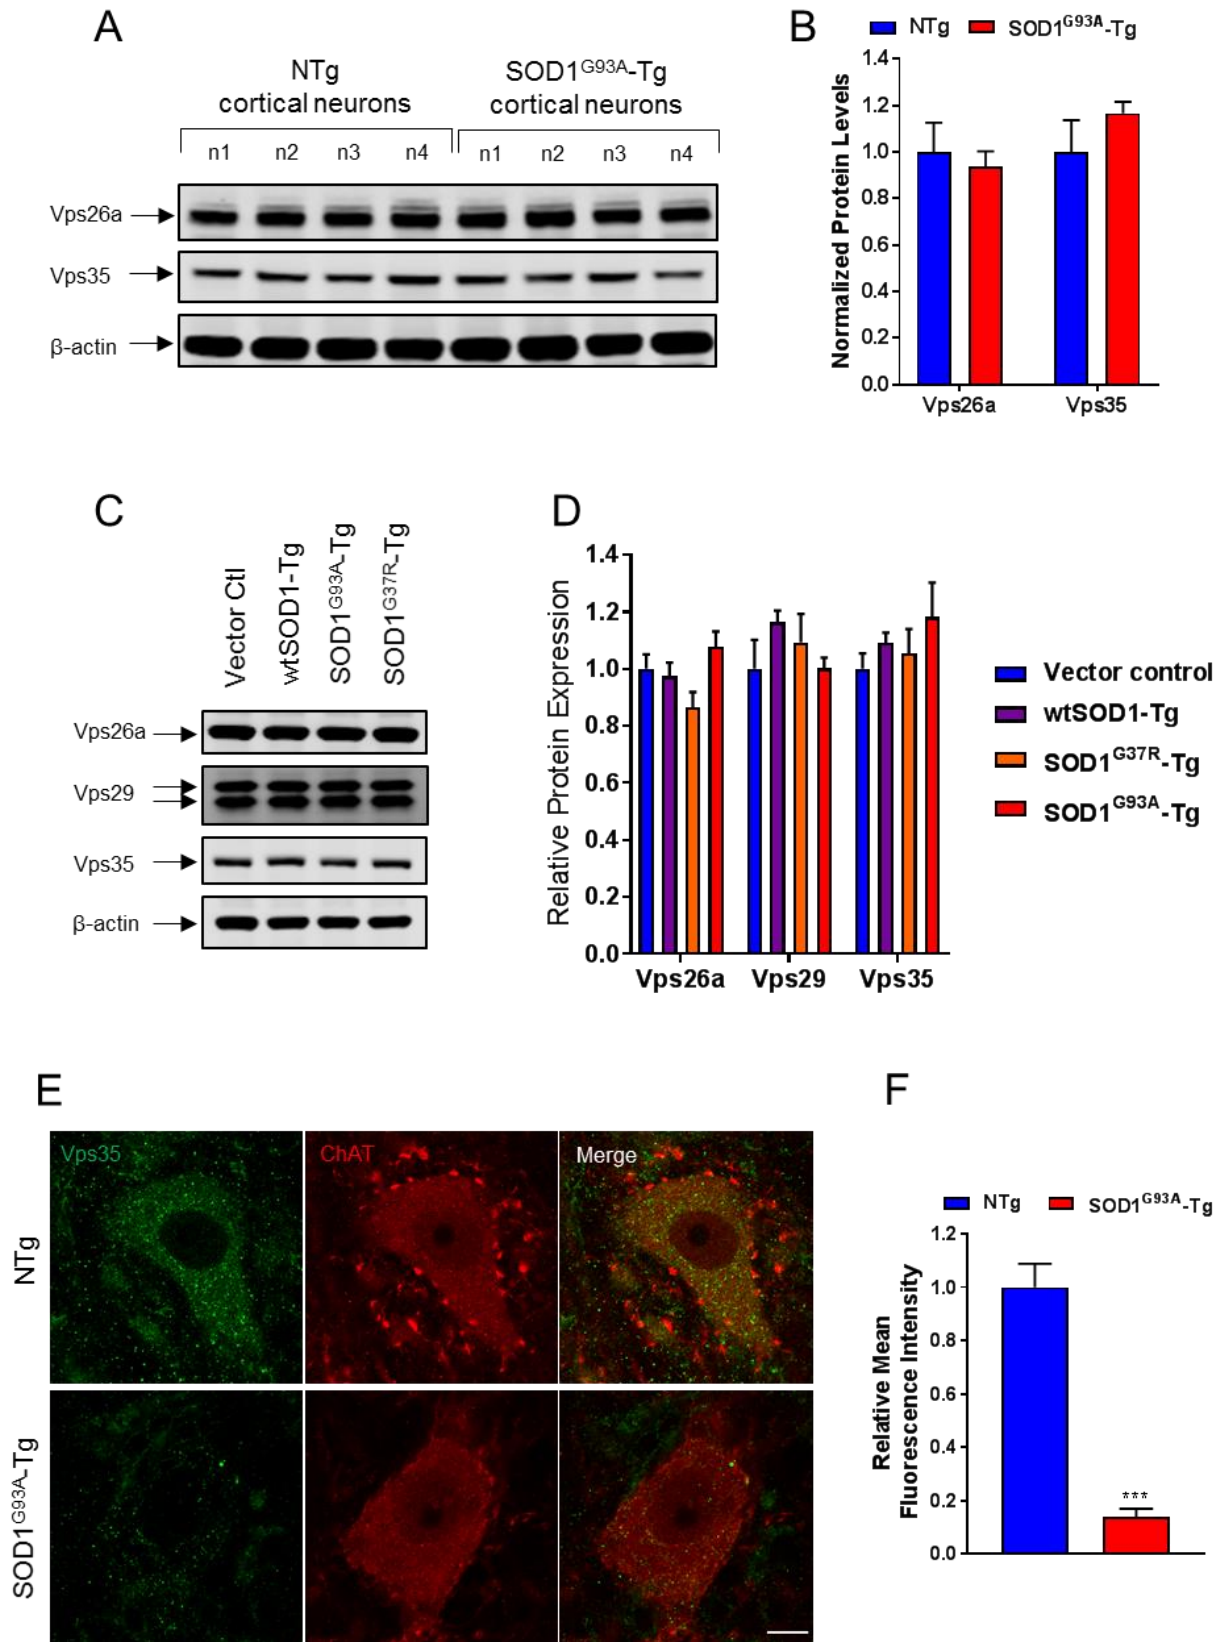 A
NTg
cortical neurons
SOD1G93A-Tg
cortical neurons
n1 n2 n3 n4 n1 n2 n3 n4
Vps26a
Vps35
β-actin
B
NTg SOD1G93A-Tg
Normalized Protein Levels
1.4
1.2
1.0
0.8
0.6
0.4
0.2
0.0
Vps26a Vps35
C
Vector Ctl
wtSOD1-Tg
SOD1G93A-Tg
SOD1G37R-Tg
Vps26a
Vps29
Vps35
β-actin
D
Relative Protein Expression
1.4
1.2
1.0
0.8
0.6
0.4
0.2
0.0
Vps26a Vps29 Vps35
Vector control
wtSOD1-Tg
SOD1G37R-Tg
SOD1G93A-Tg
E
Vps35 ChAT Merge
NTg
SOD1G93A-Tg
F
NTg SOD1G93A-Tg
Relative Mean
Fluorescence Intensity
1.2
1.0
0.8
0.6
0.4
0.2
0.0
***